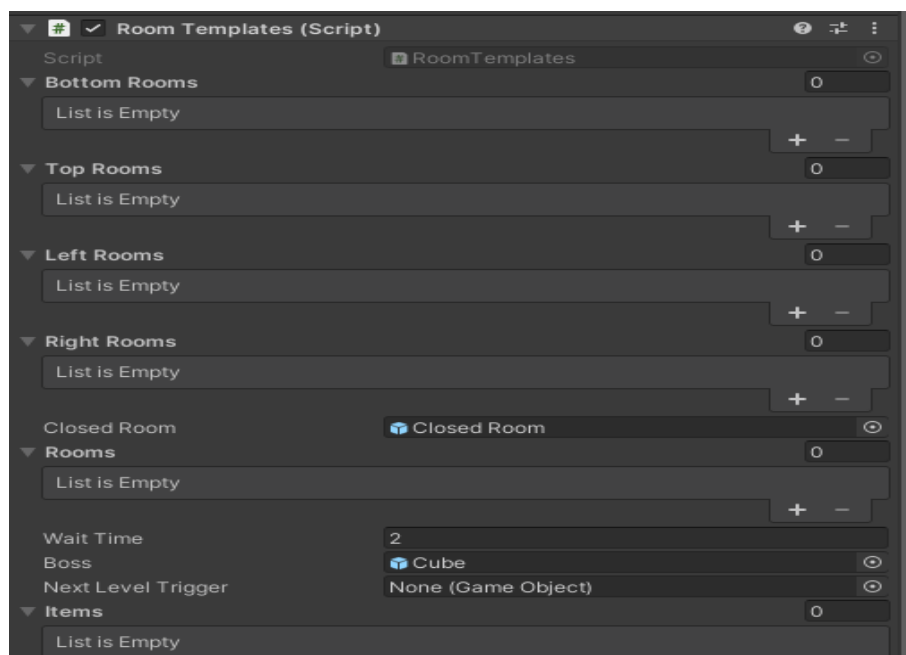 Room Templates (Script)
Script RoomTemplates
Bottom Rooms 0
List is Empty
+ −
Top Rooms 0
List is Empty
+ −
Left Rooms 0
List is Empty
+ −
Right Rooms 0
List is Empty
+ −
Closed Room Closed Room
Rooms 0
List is Empty
+ −
Wait Time 2
Boss Cube
Next Level Trigger None (Game Object)
Items 0
List is Empty